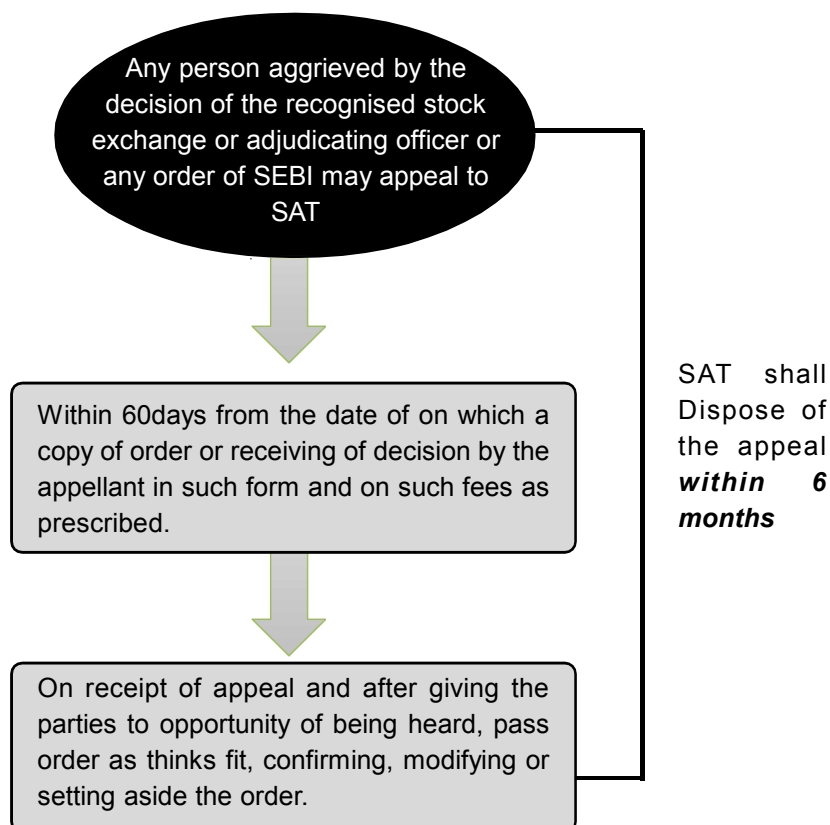 Any person aggrieved by the
decision of the recognised stock
exchange or adjudicating officer or
any order of SEBI may appeal to
SAT
Within 60days from the date of on which a
copy of order or receiving of decision by the
appellant in such form and on such fees as
prescribed.
On receipt of appeal and after giving the
parties to opportunity of being heard, pass
order as thinks fit, confirming, modifying or
setting aside the order.
SAT shall
Dispose of
the appeal
within 6
months